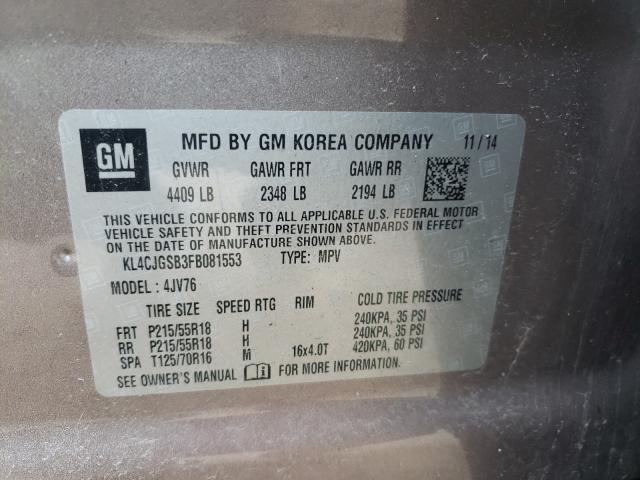 GM MFD BY GM KOREA COMPANY 11/14
GVWR GAWR FRT GAWR RR
4409 LB 2348 LB 2194 LB
THIS VEHICLE CONFORMS TO ALL APPLICABLE U.S. FEDERAL MOTOR
VEHICLE SAFETY AND THEFT PREVENTION STANDARDS IN EFFECT
ON THE DATE OF MANUFACTURE SHOWN ABOVE.
KL4CJGSB3FB081553 TYPE: MPV
MODEL: 4JV76
TIRE SIZE SPEED RTG RIM COLD TIRE PRESSURE
FRT P215/55R18 H 240KPA, 35 PSI
RR P215/55R18 H 240KPA, 35 PSI
SPA T125/70R16 M 16x4.0T 420KPA, 60 PSI
SEE OWNER'S MANUAL FOR MORE INFORMATION.